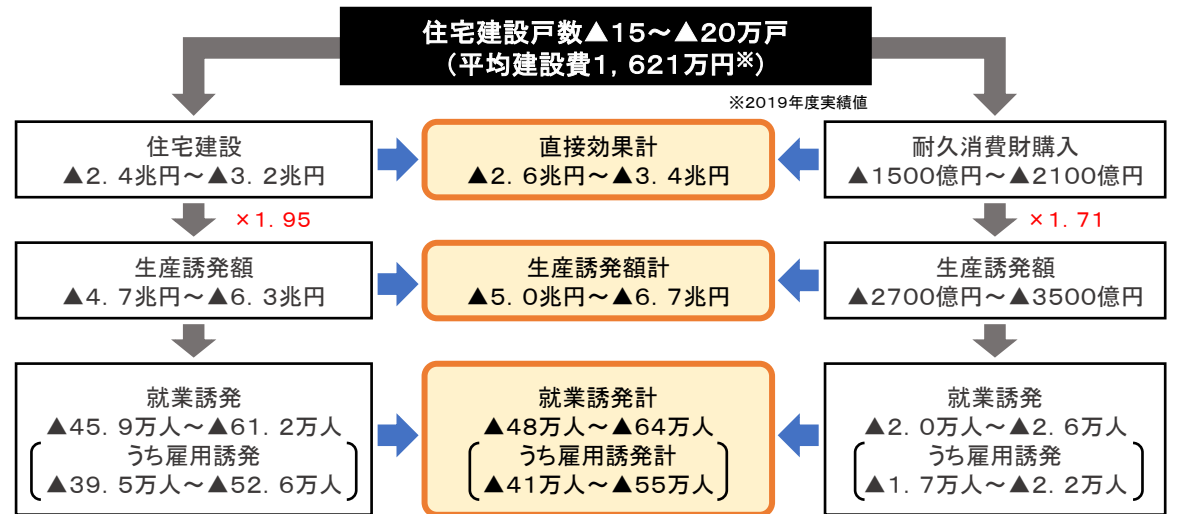 住宅建設戸数▲15～▲20万戸
（平均建設費1，621万円※）
※2019年度実績値
住宅建設
▲2．4兆円～▲3．2兆円
直接効果計
▲2．6兆円～▲3．4兆円
耐久消費財購入
▲1500億円～▲2100億円
×1．95
×1．71
生産誘発額
▲4．7兆円～▲6．3兆円
生産誘発額計
▲5．0兆円～▲6．7兆円
生産誘発額
▲2700億円～▲3500億円
就業誘発
▲45．9万人～▲61．2万人
うち雇用誘発
▲39．5万人～▲52．6万人
就業誘発計
▲48万人～▲64万人
うち雇用誘発計
▲41万人～▲55万人
就業誘発
▲2．0万人～▲2．6万人
うち雇用誘発
▲1．7万人～▲2．2万人